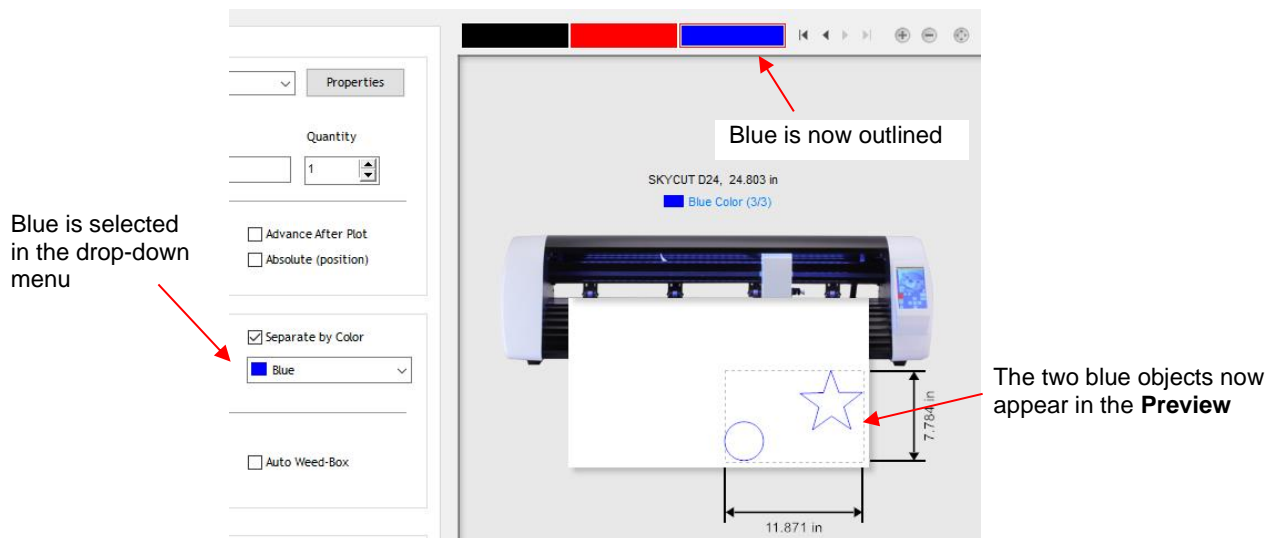 Properties
Blue is now outlined
Quantity
1
SKYCUT D24, 24.803 in
Blue Color (3/3)
Blue is selected
in the drop-down
menu
Advance After Plot
Absolute (position)
Separate by Color
Blue
The two blue objects now
appear in the Preview
7.784 in
Auto Weed-Box
11.871 in